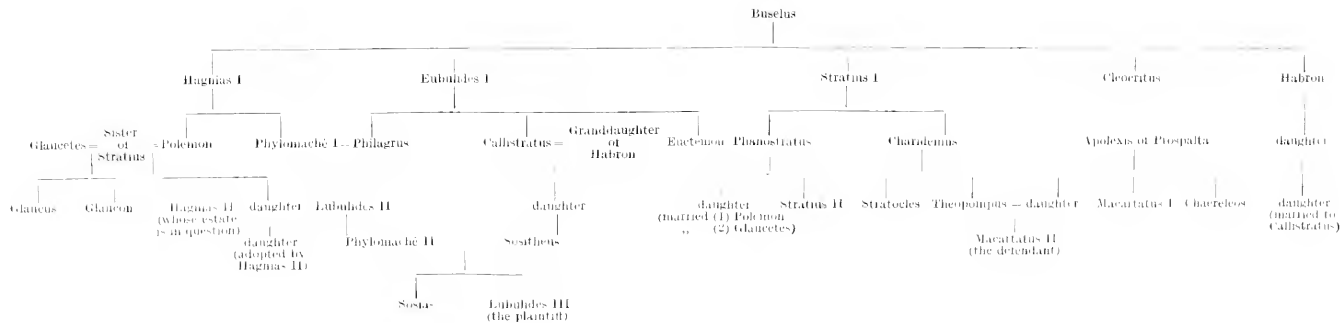 Buselus
Hagnias I Eubulides I Stratius I Cleocritus Habron
Sister
Glaucetes= of =Polemon Phylomaché I=Philagrus Callistratus= Granddaughter Euctemon Phanostratus Charidemus Apolexis of Prospalta daughter
Stratius of
Habron
Glaucus Glaucon Hagnias II daughter Eubulides II daughter daughter Stratius II Stratocles Theopompus = daughter Macartatus I Chaereleos daughter
(whose estate (married (1) Polemon (married to
is in question) daughter Phylomaché II Sositheus ,, (2) Glaucetes) Macartatus II Callistratus)
(adopted by (the defendant)
Hagnias II)
Sosias Eubulides III
(the plaintiff)